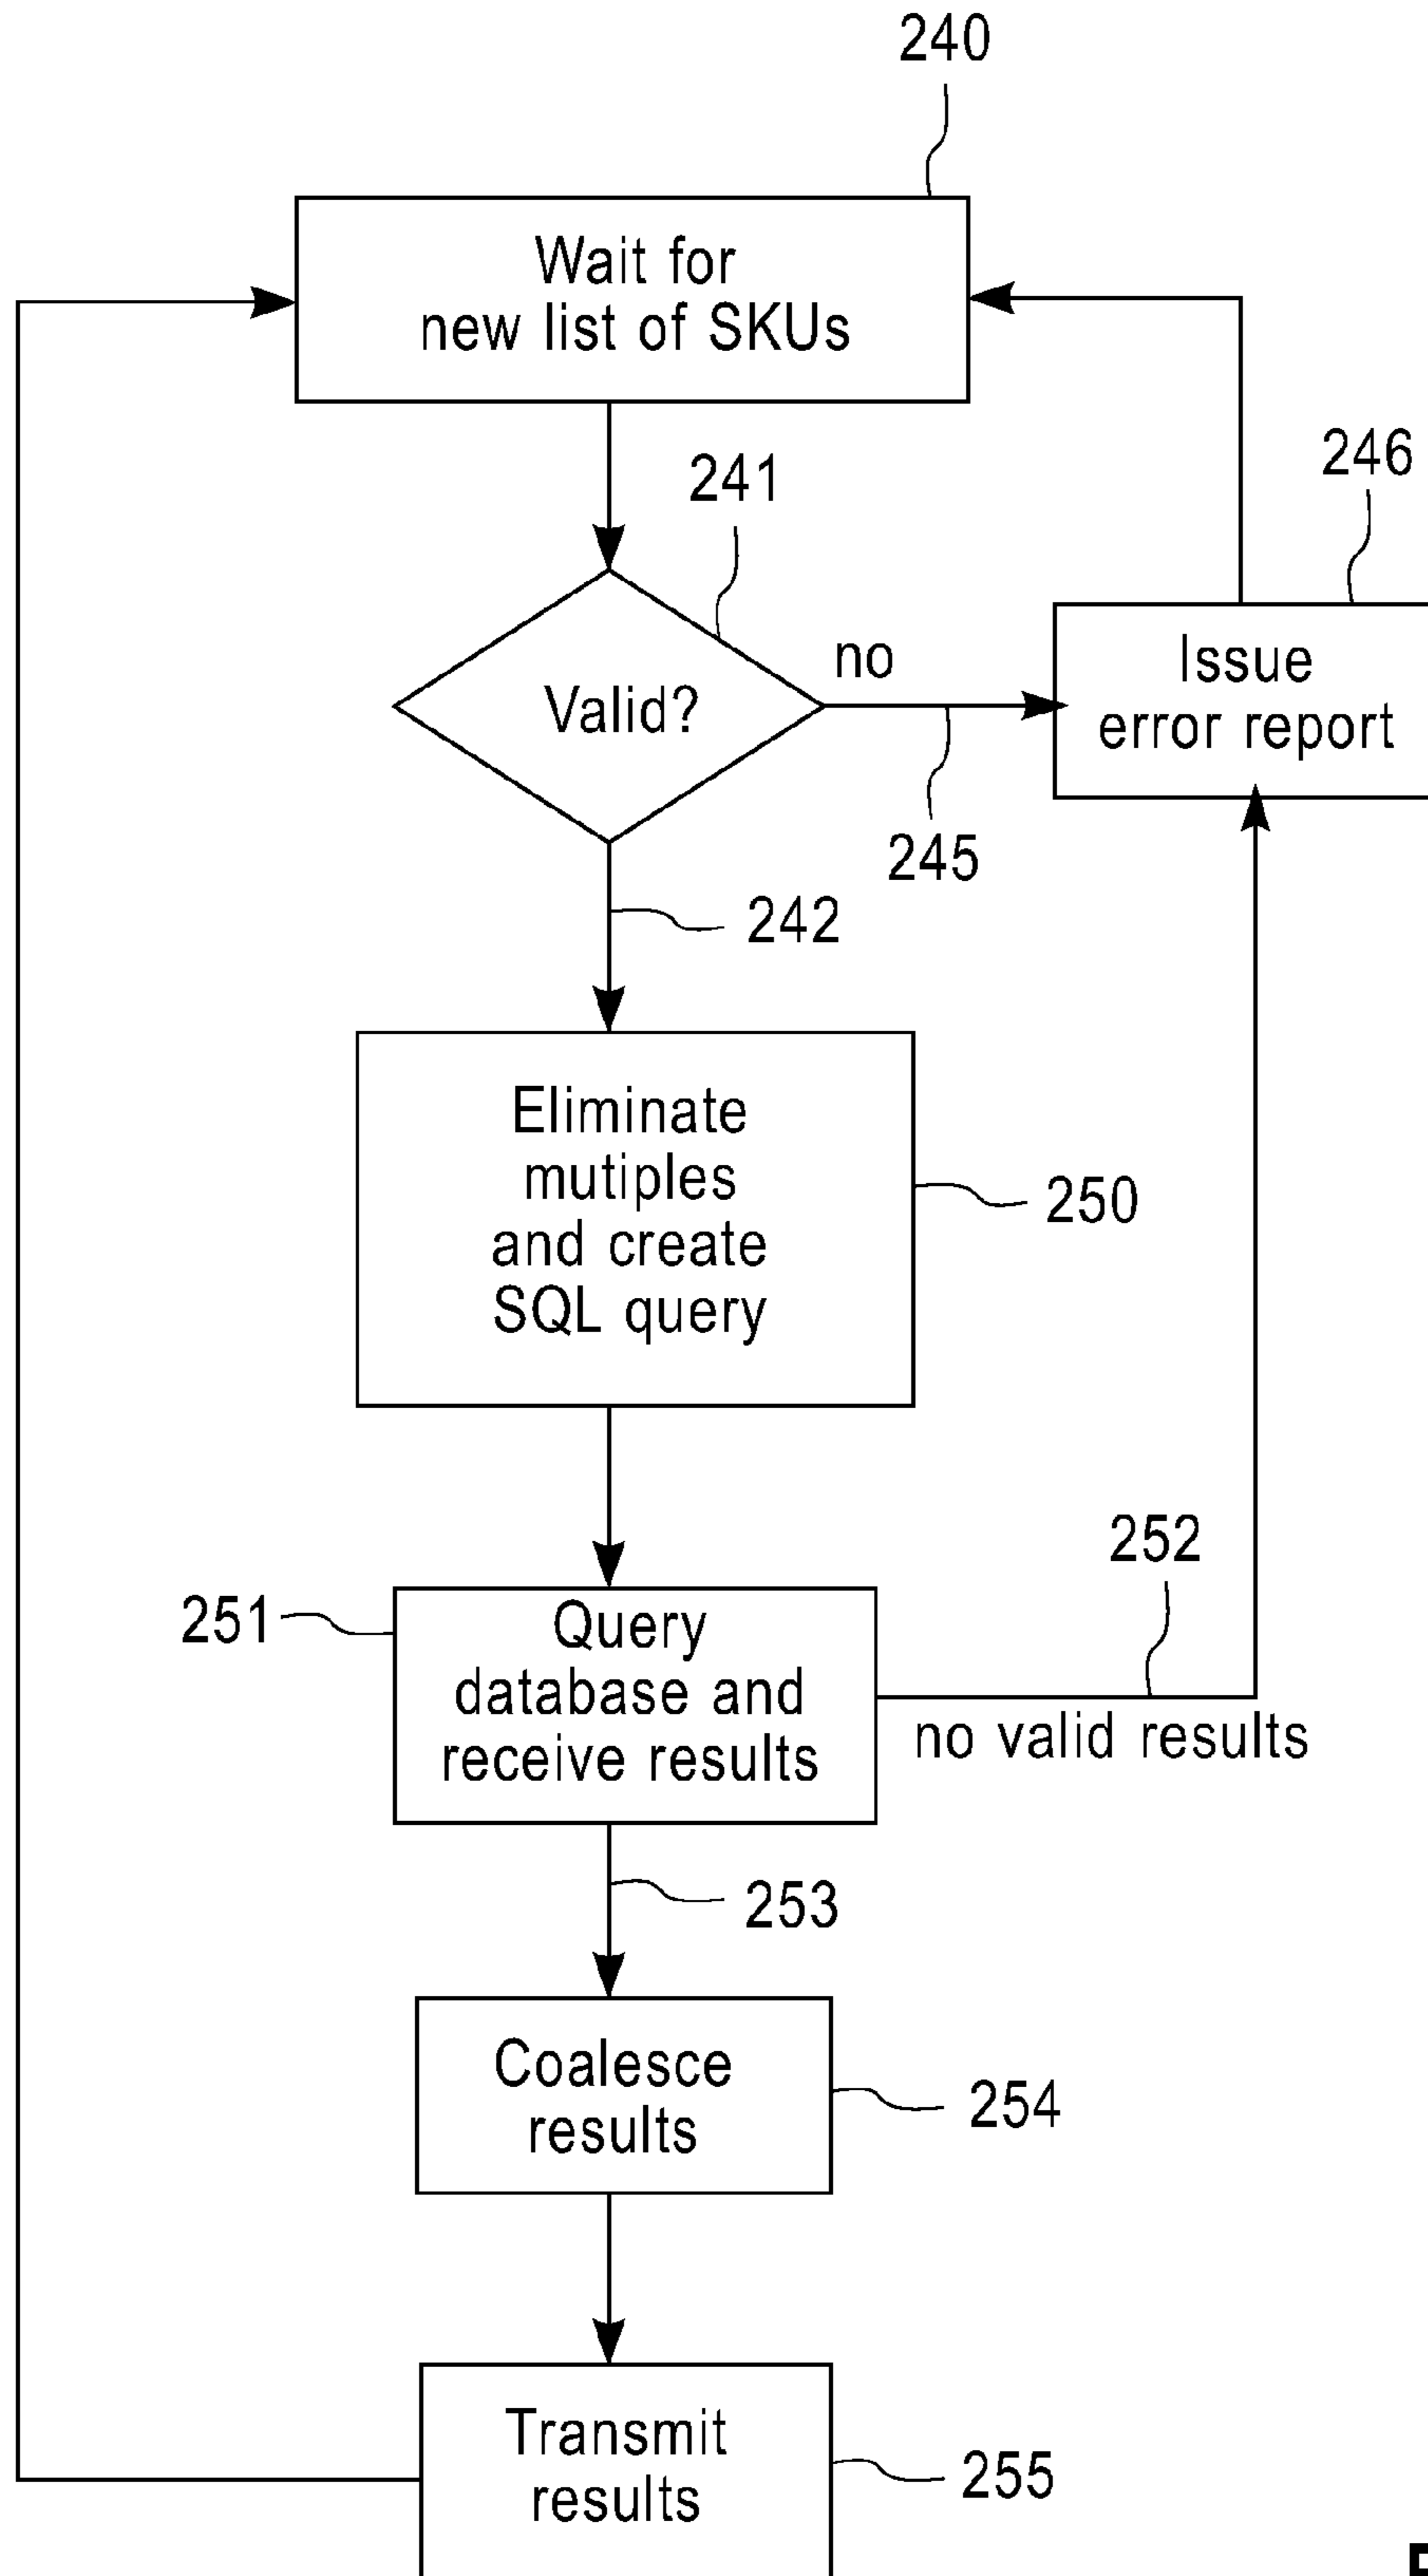 240
Wait for
new list of SKUs
241
246
Valid?
no
Issue
error report
245
242
Eliminate
mutiples
and create
SQL query
250
252
251
Query
database and
receive results
no valid results
253
Coalesce
results
254
Transmit
results
255